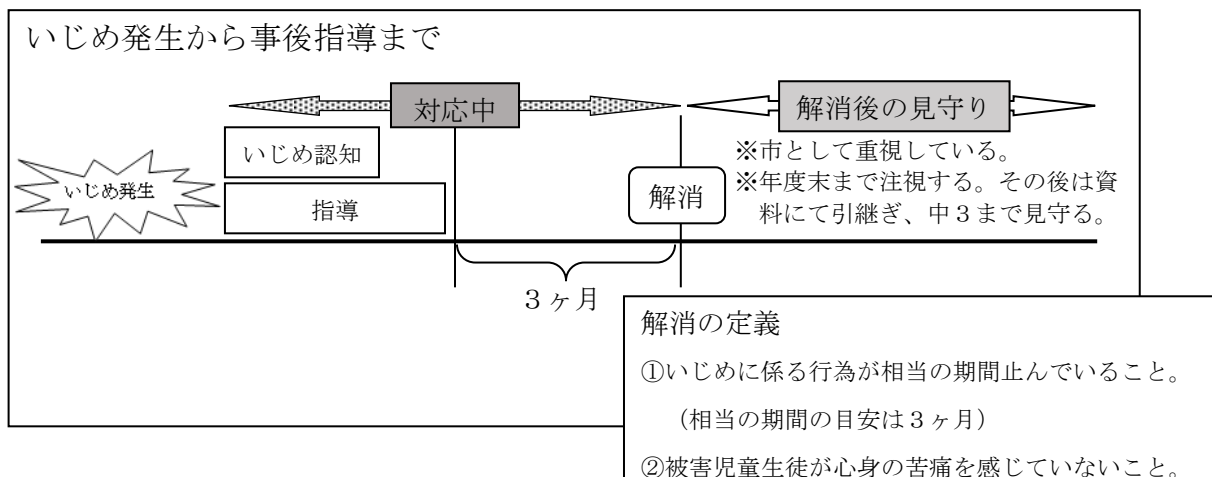 いじめ発生から事後指導まで
対応中
解消後の見守り
いじめ認知
※市として重視している。
いじめ発生
指導
解消
※年度末まで注視する。その後は資
料にて引継ぎ、中３まで見守る。
３ヶ月
解消の定義
①いじめに係る行為が相当の期間止んでいること。
（相当の期間の目安は３ヶ月）
②被害児童生徒が心身の苦痛を感じていないこと。